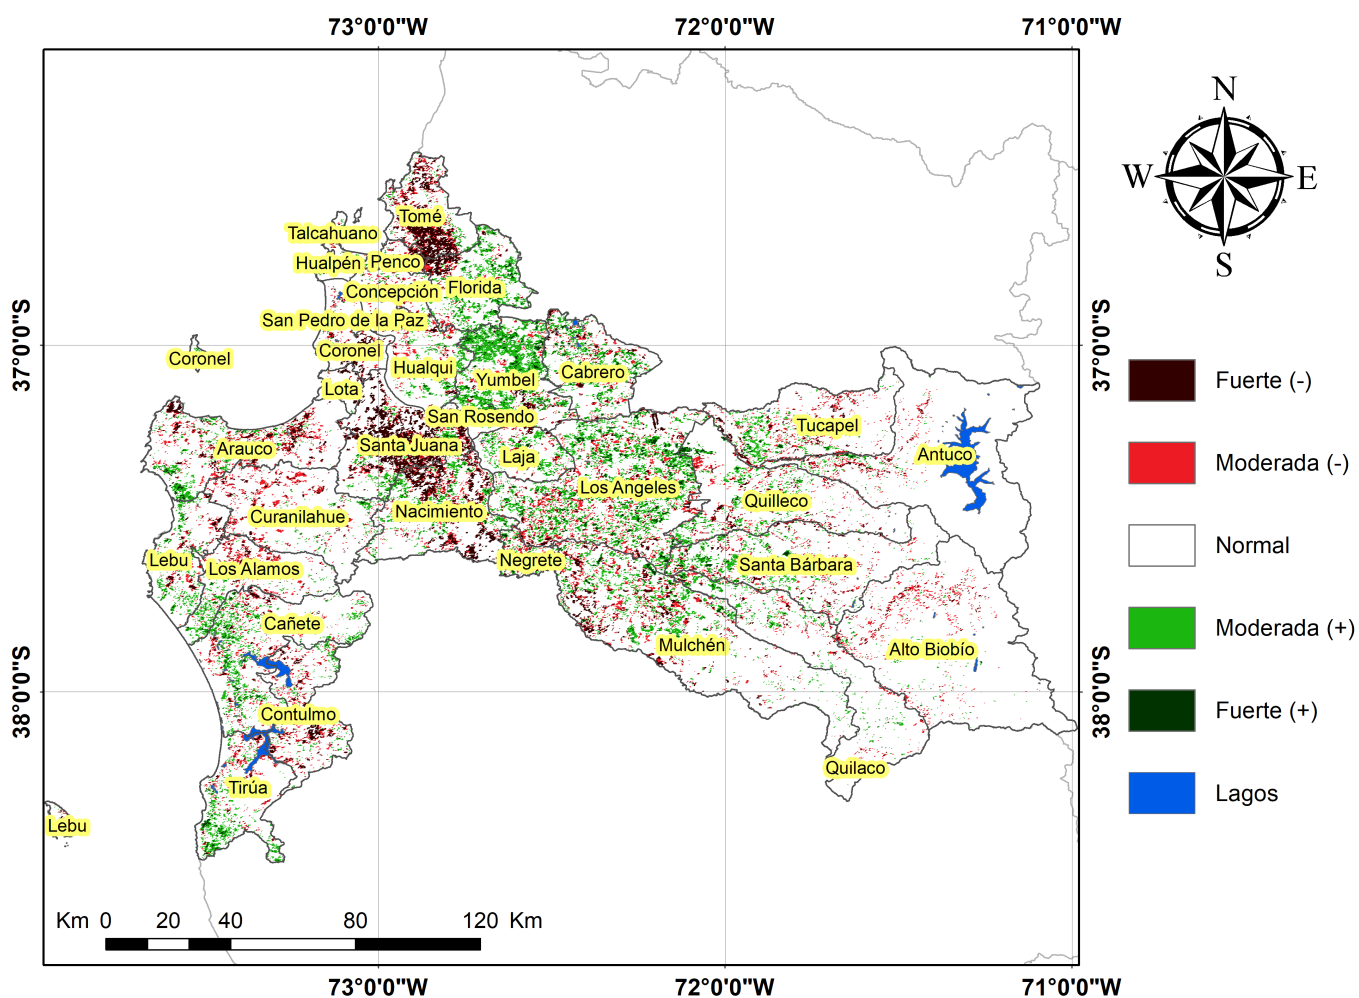 73°0'0"W 72°0'0"W 71°0'0"W
N
W E
S
Tomé
Talcahuano
Hualpén Penco
Concepción Florida
San Pedro de la Paz
37°0'0"S 37°0'0"S
Coronel Coronel
Hualqui Yumbel Cabrero
Lota
San Rosendo
Tucapel
Arauco Santa Juana Laja Antuco
Los Angeles
Quilleco
Curanilahue Nacimiento
Lebu Los Alamos Negrete Santa Bárbara
Cañete
Mulchén Alto Biobío
38°0'0"S 38°0'0"S
Contulmo
Quilaco
Tirúa
Lebu
Fuerte (-)
Moderada (-)
Normal
Moderada (+)
Fuerte (+)
Lagos
Km 0 20 40 80 120 Km
73°0'0"W 72°0'0"W 71°0'0"W